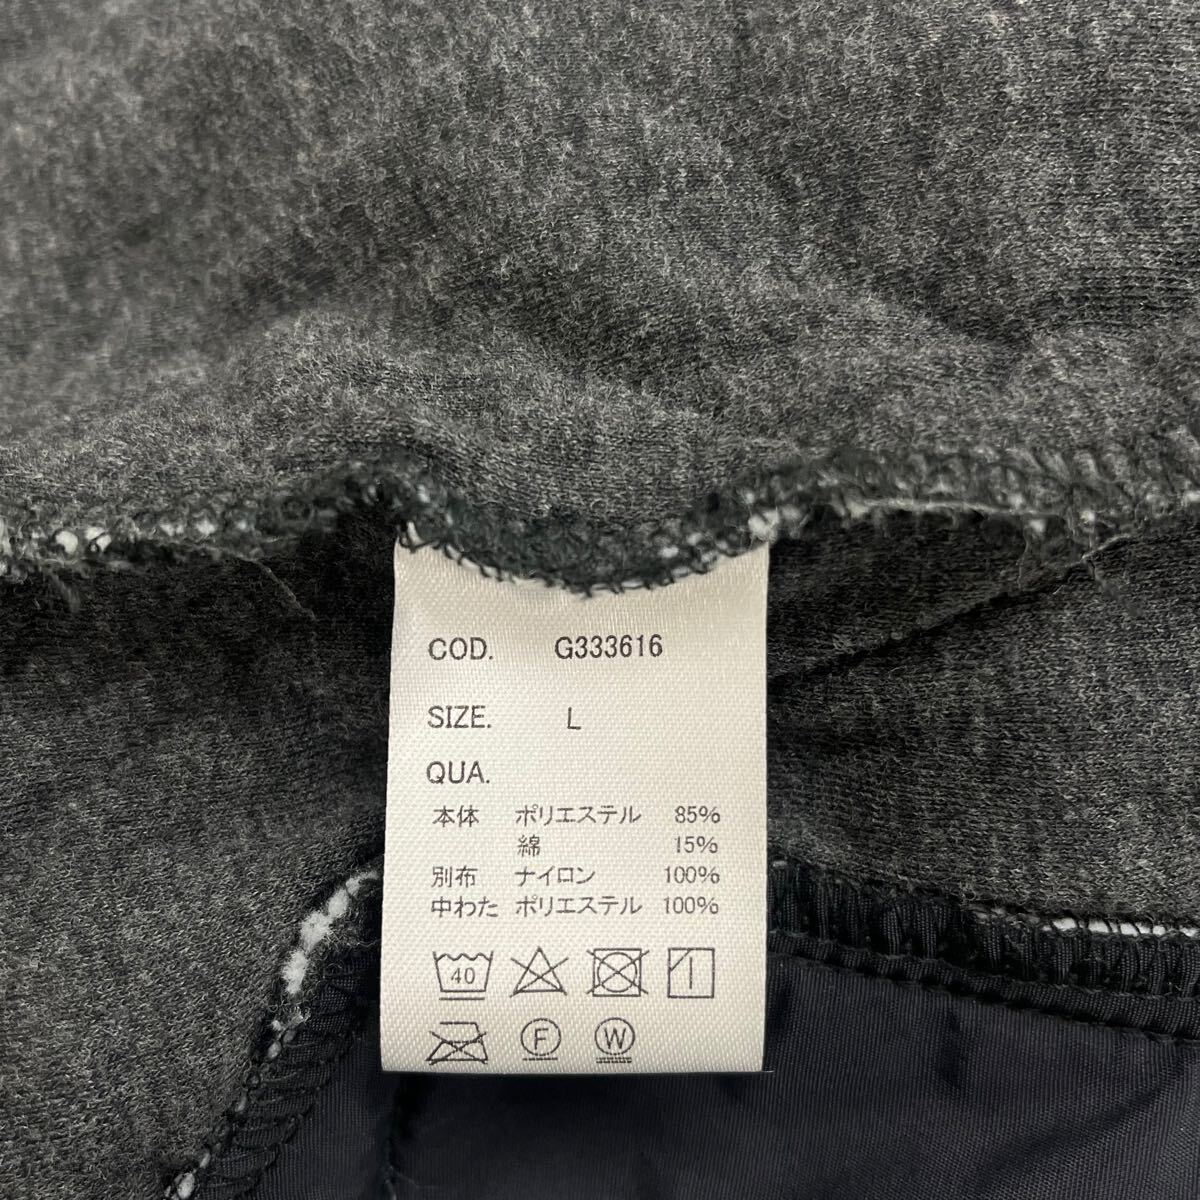 COD. G333616
SIZE. L
QUA.
本体 ポリエステル 85%
綿 15%
別布 ナイロン 100%
中わた ポリエステル 100%
40
F W